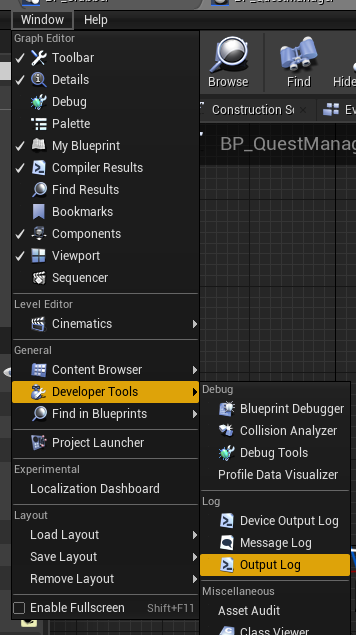 Window Help
Graph Editor
Toolbar
Details
Debug
Palette
My Blueprint
Compiler Results
Find Results
Bookmarks
Components
Viewport
Sequencer
Level Editor
Cinematics
General
Content Browser
Developer Tools
Find in Blueprints
Project Launcher
Experimental
Localization Dashboard
Layout
Load Layout
Save Layout
Remove Layout
Enable Fullscreen Shift+F11
Browse
Find
Hide
Construction Sc
Ev
BP_QuestManag
Debug
Blueprint Debugger
Collision Analyzer
Debug Tools
Profile Data Visualizer
Log
Device Output Log
Message Log
Output Log
Miscellaneous
Asset Audit
Class Viewer